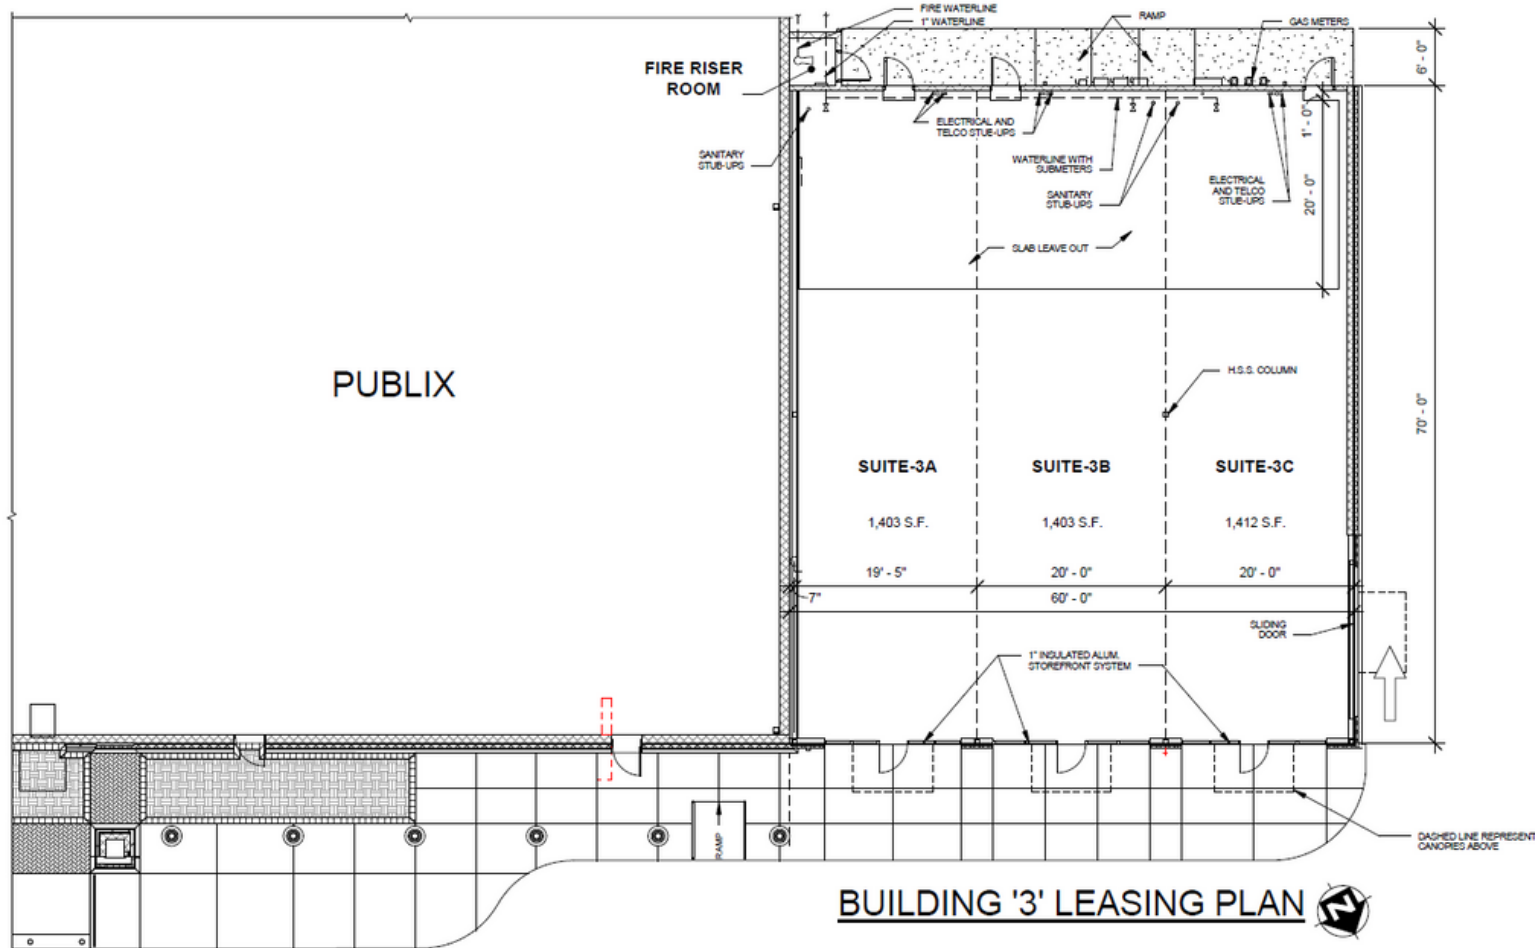 FIRE WATERLINE
1" WATERLINE
RAMP
GAS METERS
6' - 0"
FIRE RISER
ROOM
ELECTRICAL AND
TELCO STUE-UPS
1' - 0"
SANITARY
STUB-UPS
WATERLINE WITH
SUBMETERS
ELECTRICAL
AND TELCO
STUE-UPS
20' - 0"
SANITARY
STUB-UPS
SLAB LEAVE OUT
PUBLIX
H.S.S. COLUMN
70' - 0"
SUITE-3A
SUITE-3B
SUITE-3C
1,403 S.F.
1,403 S.F.
1,412 S.F.
19' - 5"
20' - 0"
20' - 0"
7"
60' - 0"
SLIDING
DOOR
1" INSULATED ALUM.
STOREFRONT SYSTEM
RAMP
DASHED LINE REPRESENT
CANOPIES ABOVE
BUILDING '3' LEASING PLAN
N